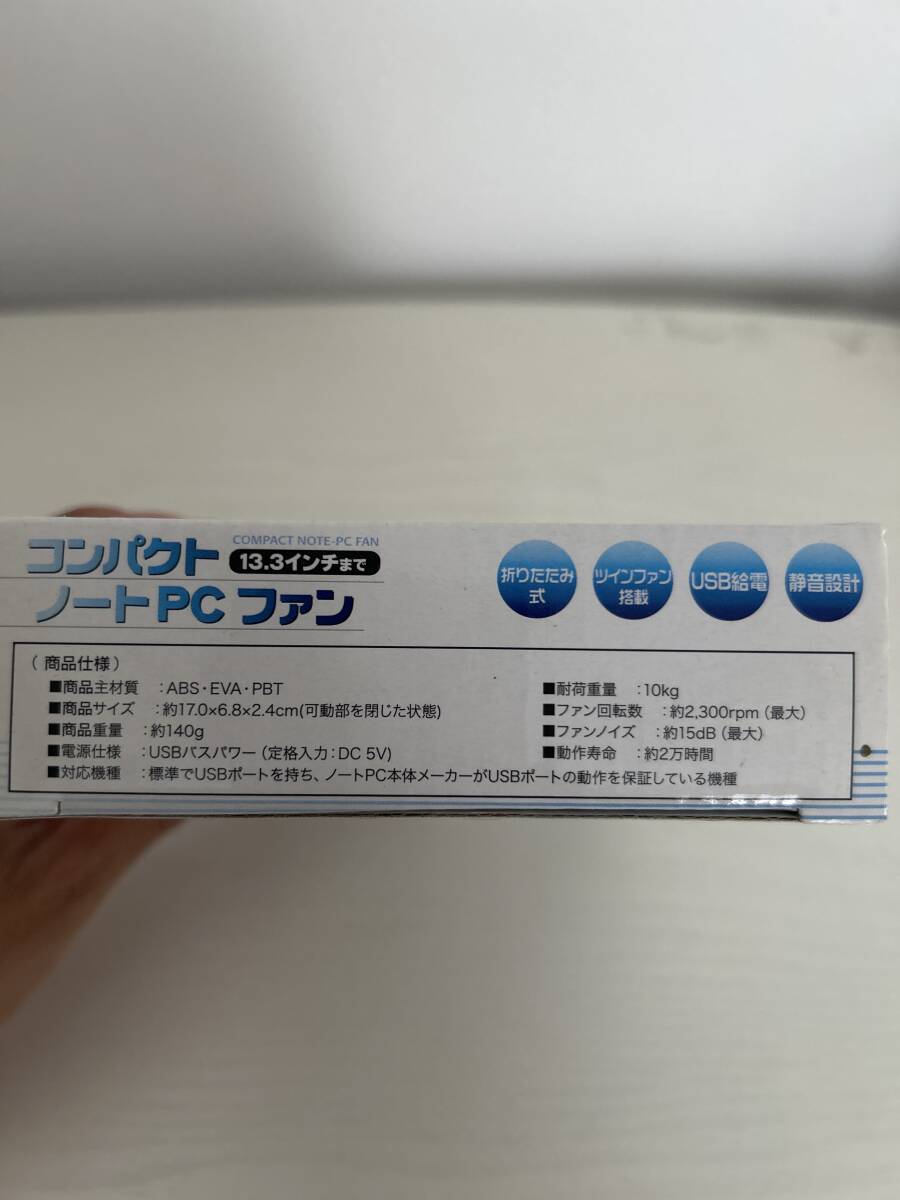 コンパクト
COMPACT NOTE-PC FAN
13.3インチまで
ノートPCファン
折りたたみ
式
ツインファン
搭載
USB給電
静音設計
(商品仕様)
■商品主材質 :ABS・EVA・PBT
■商品サイズ :約17.0×6.8×2.4cm(可動部を閉じた状態)
■商品重量 :約140g
■電源仕様 :USBバスパワー(定格入力:DC 5V)
■対応機種 :標準でUSBポートを持ち、ノートPC本体メーカーがUSBポートの動作を保証している機種
■耐荷重量 :10kg
■ファン回転数 :約2,300rpm(最大)
■ファンノイズ :約15dB(最大)
■動作寿命 :約2万時間